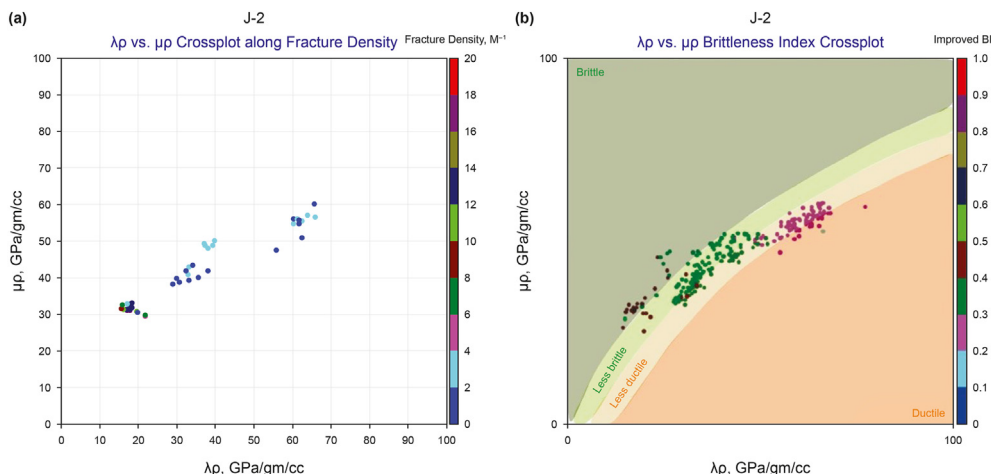 (a)
J-2
λρ vs. μρ Crossplot along Fracture Density
Fracture Density, M⁻¹
100
90
80
70
60
50
40
30
20
10
0
μρ, GPa/gm/cc
0 10 20 30 40 50 60 70 80 90 100
λρ, GPa/gm/cc
20
18
16
14
12
10
8
6
4
2
0
(b)
J-2
λρ vs. μρ Brittleness Index Crossplot
Improved BI
100
0
μρ, GPa/gm/cc
Brittle
Less brittle
Less ductile
Ductile
0 100
λρ, GPa/gm/cc
1.0
0.9
0.8
0.7
0.6
0.5
0.4
0.3
0.2
0.1
0